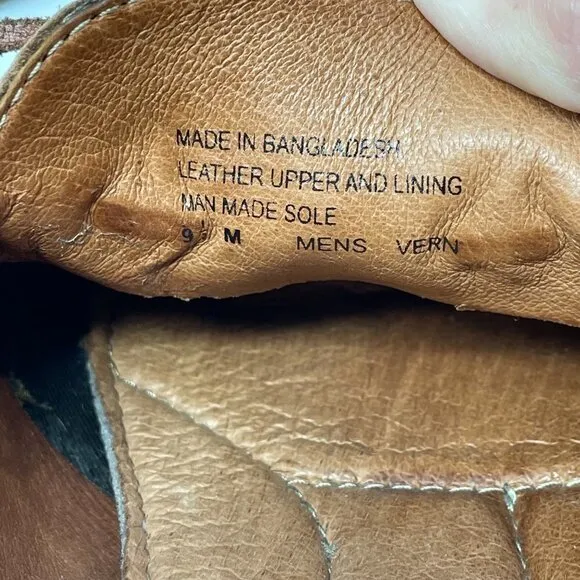 MADE IN BANGLADESH
LEATHER UPPER AND LINING
MAN MADE SOLE
9 M MENS VERN